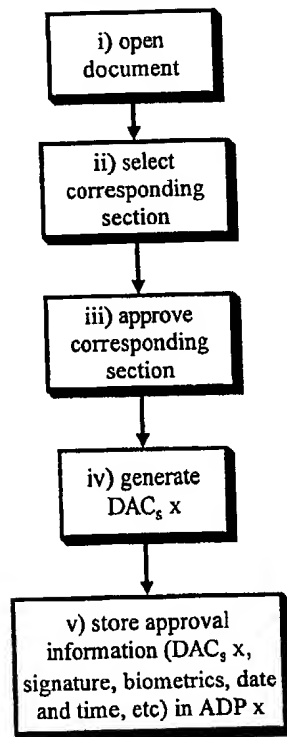 i) open
document
ii) select
corresponding
section
iii) approve
corresponding
section
iv) generate
DACₛ x
v) store approval
information (DACₛ x,
signature, biometrics, date
and time, etc) in ADP x